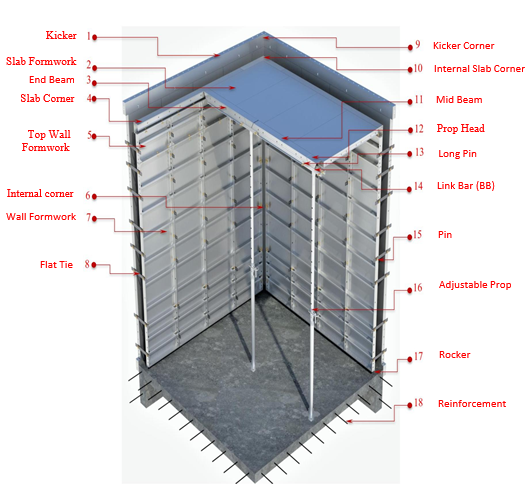 Kicker 1
Slab Formwork 2
End Beam 3
Slab Corner 4
Top Wall 5
Formwork
Internal corner 6
Wall Formwork 7
Flat Tie 8
9 Kicker Corner
10 Internal Slab Corner
11 Mid Beam
12 Prop Head
13 Long Pin
14 Link Bar (BB)
15 Pin
16 Adjustable Prop
17 Rocker
18 Reinforcement